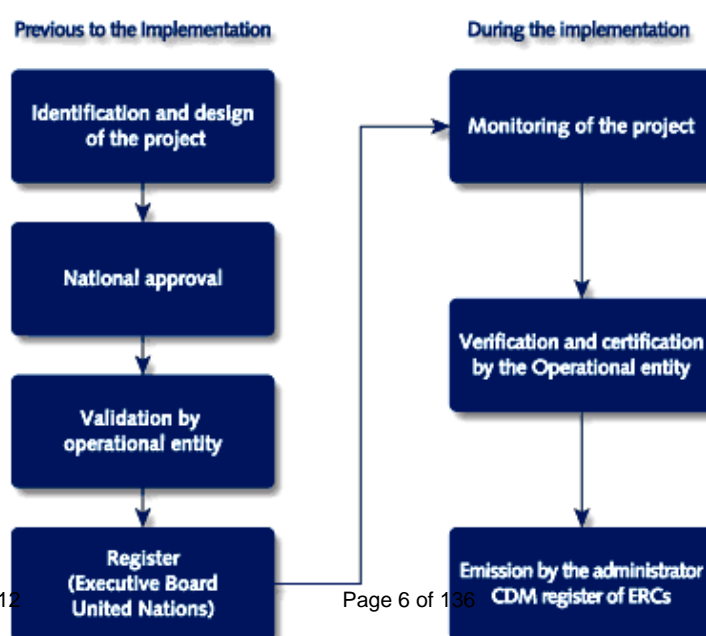 Previous to the Implementation
Identification and design
of the project
National approval
Validation by
operational entity
Register
(Executive Board
United Nations)
During the implementation
Monitoring of the project
Verification and certification
by the Operational entity
Emission by the administrator
CDM register of ERCs
12
Page 6 of 136